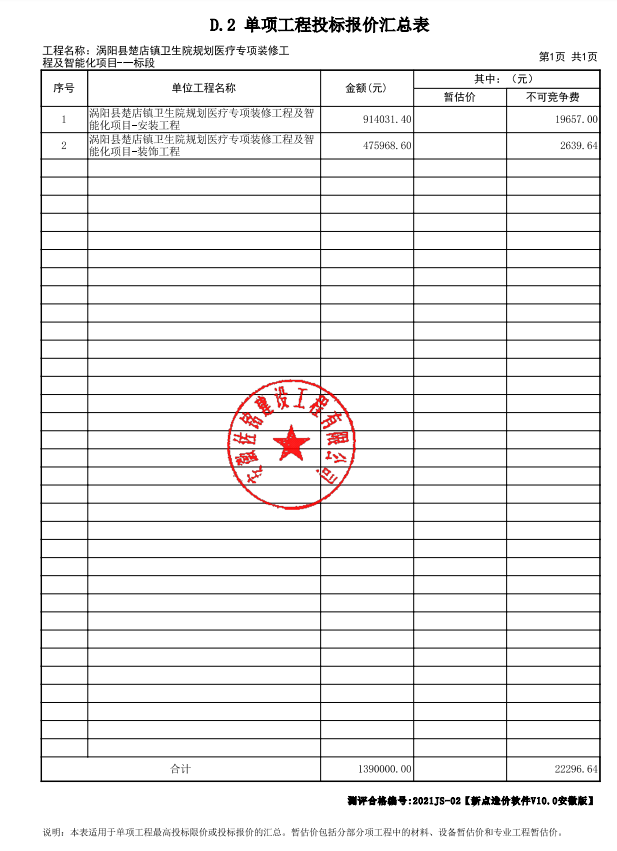 D.2 单项工程投标报价汇总表
工程名称：涡阳县楚店镇卫生院规划医疗专项装修工
程及智能化项目-一标段
第1页 共1页
序号
单位工程名称
金额(元)
其中：（元）
暂估价
不可竞争费
1
涡阳县楚店镇卫生院规划医疗专项装修工程及智
能化项目-安装工程
914031.40
19657.00
2
涡阳县楚店镇卫生院规划医疗专项装修工程及智
能化项目-装饰工程
475968.60
2639.64
安徽佐铭建设工程有限公司
合计
1390000.00
22296.64
测评合格编号:2021JS-02【新点造价软件V10.0安徽版】
说明：本表适用于单项工程最高投标限价或投标报价的汇总。暂估价包括分部分项工程中的材料、设备暂估价和专业工程暂估价。